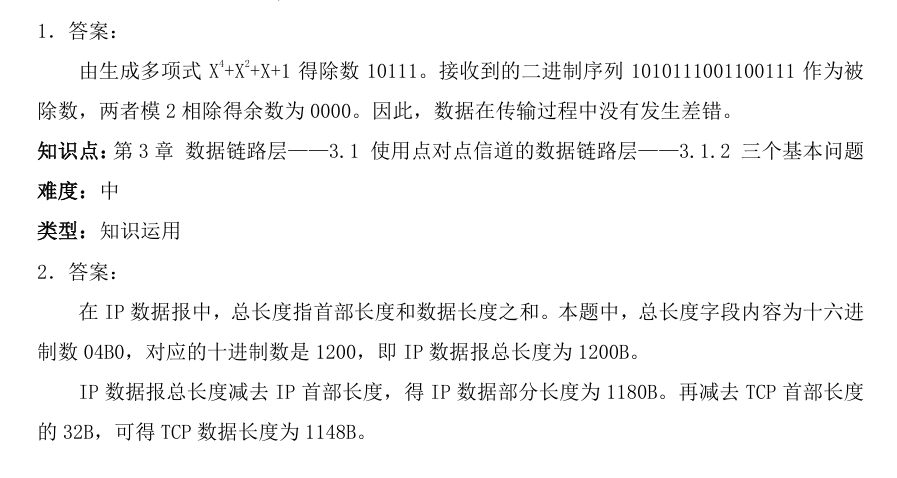 1．答案：
由生成多项式 X⁴+X²+X+1 得除数 10111。接收到的二进制序列 1010111001100111 作为被
除数，两者模 2 相除得余数为 0000。因此，数据在传输过程中没有发生差错。
知识点：第 3 章 数据链路层——3.1 使用点对点信道的数据链路层——3.1.2 三个基本问题
难度：中
类型：知识运用
2．答案：
在 IP 数据报中，总长度指首部长度和数据长度之和。本题中，总长度字段内容为十六进
制数 04B0，对应的十进制数是 1200，即 IP 数据报总长度为 1200B。
IP 数据报总长度减去 IP 首部长度，得 IP 数据部分长度为 1180B。再减去 TCP 首部长度
的 32B，可得 TCP 数据长度为 1148B。